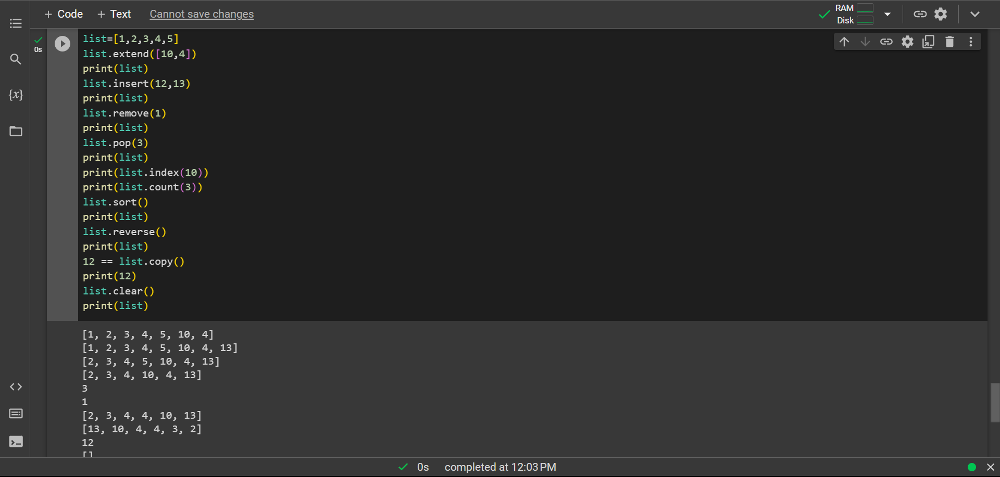 + Code + Text Cannot save changes
RAM
Disk
{x}
0s
list=[1,2,3,4,5]
list.extend([10,4])
print(list)
list.insert(12,13)
print(list)
list.remove(1)
print(list)
list.pop(3)
print(list)
print(list.index(10))
print(list.count(3))
list.sort()
print(list)
list.reverse()
print(list)
12 == list.copy()
print(12)
list.clear()
print(list)
[1, 2, 3, 4, 5, 10, 4]
[1, 2, 3, 4, 5, 10, 4, 13]
[2, 3, 4, 5, 10, 4, 13]
[2, 3, 4, 10, 4, 13]
3
1
[2, 3, 4, 4, 10, 13]
[13, 10, 4, 4, 3, 2]
12
[]
0s completed at 12:03 PM